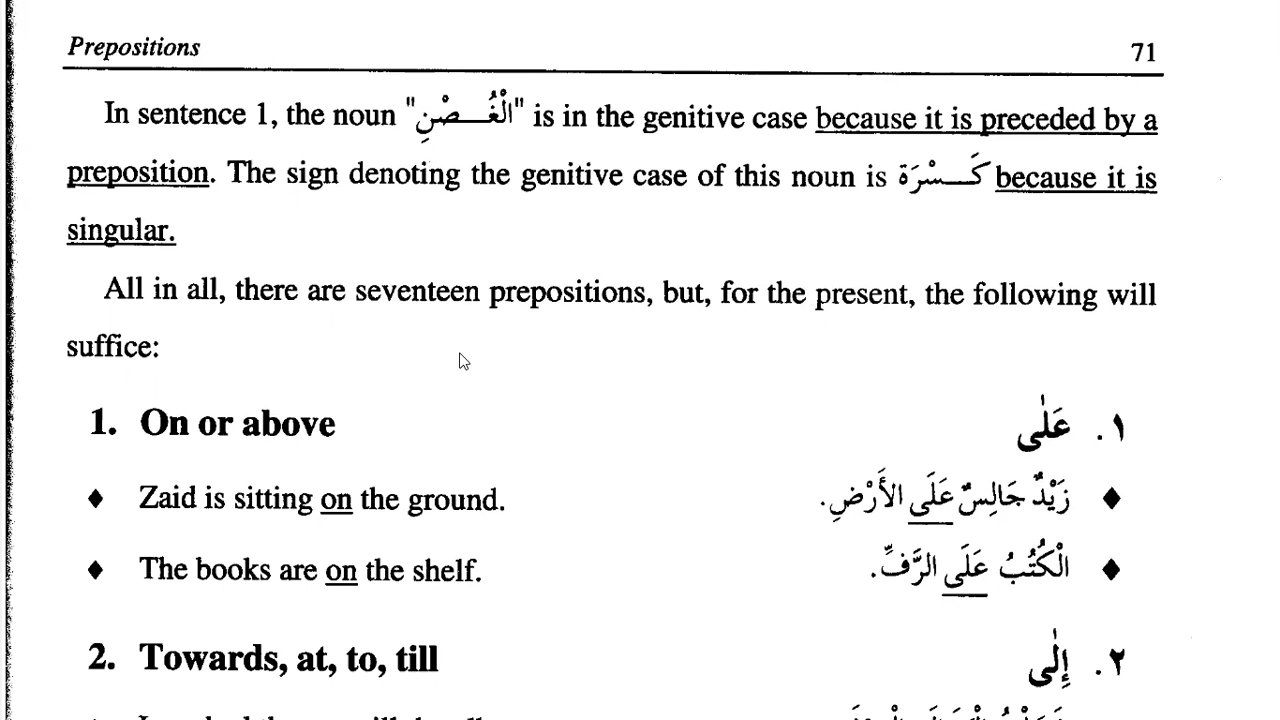 Prepositions 71
In sentence 1, the noun "الْغُصْنِ" is in the genitive case because it is preceded by a
preposition. The sign denoting the genitive case of this noun is كَسْرَة because it is
singular.
All in all, there are seventeen prepositions, but, for the present, the following will
suffice:
1. On or above ١. عَلٰى
♦ Zaid is sitting on the ground. ♦ زَيْدٌ جَالِسٌ عَلَى الأَرْضِ.
♦ The books are on the shelf. ♦ الْكُتُبُ عَلَى الرَّفِّ.
2. Towards, at, to, till ٢. إِلٰى